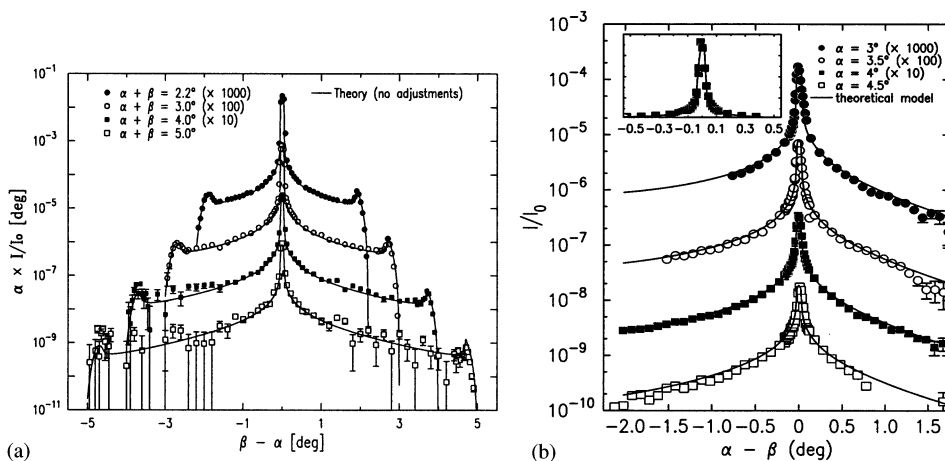 10⁻¹
10⁻³
10⁻⁵
10⁻⁷
10⁻⁹
10⁻¹¹
α × I/I₀ [deg]
α + β = 2.2° (× 1000)
α + β = 3.0° (× 100)
α + β = 4.0° (× 10)
α + β = 5.0°
Theory (no adjustments)
-5 -3 -1 1 3 5
β - α [deg]
(a)
10⁻³
10⁻⁴
10⁻⁵
10⁻⁶
10⁻⁷
10⁻⁸
10⁻⁹
10⁻¹⁰
I/I₀
-0.5 -0.3 -0.1 0.1 0.3 0.5
α = 3° (× 1000)
α = 3.5° (× 100)
α = 4° (× 10)
α = 4.5°
theoretical model
-2.0 -1.5 -1.0 -0.5 0 0.5 1.0 1.5
α - β (deg)
(b)